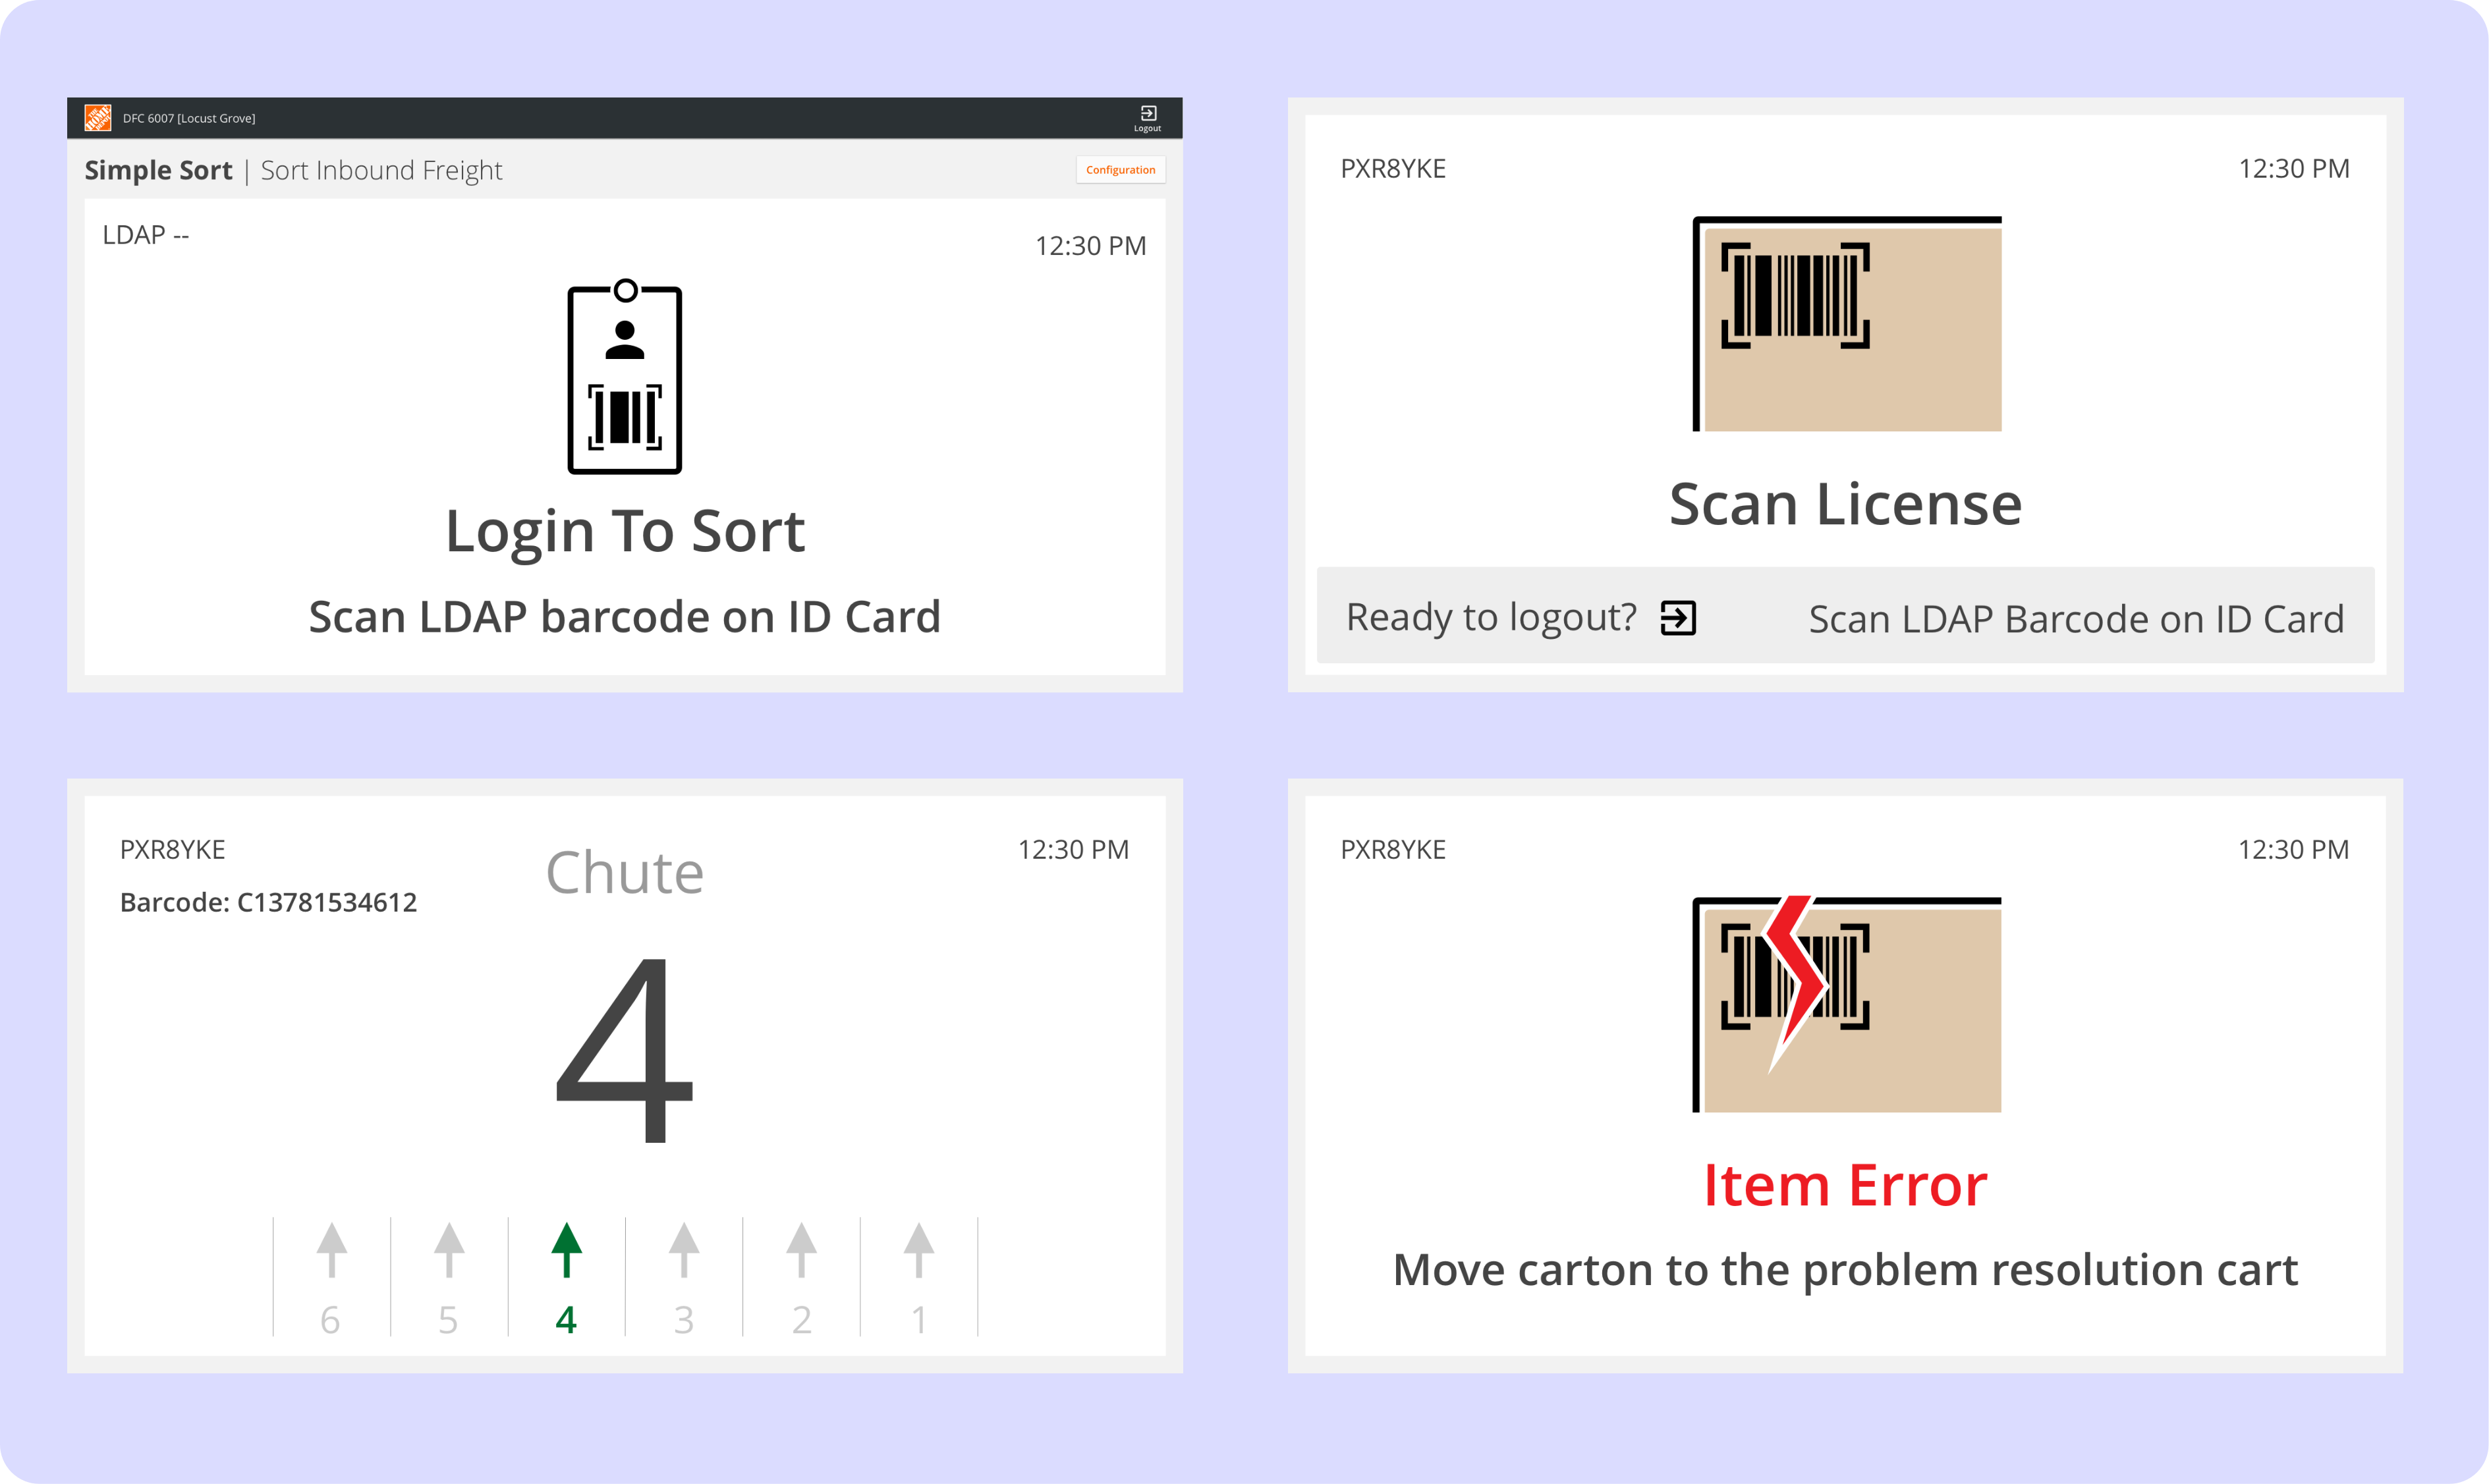 THE HOME DEPOT
DFC 6007 [Locust Grove]
Logout
Simple Sort | Sort Inbound Freight
Configuration
LDAP --
12:30 PM
Login To Sort
Scan LDAP barcode on ID Card
PXR8YKE
12:30 PM
Scan License
Ready to logout?
Scan LDAP Barcode on ID Card
PXR8YKE
Chute
12:30 PM
Barcode: C13781534612
4
6 5 4 3 2 1
PXR8YKE
12:30 PM
Item Error
Move carton to the problem resolution cart